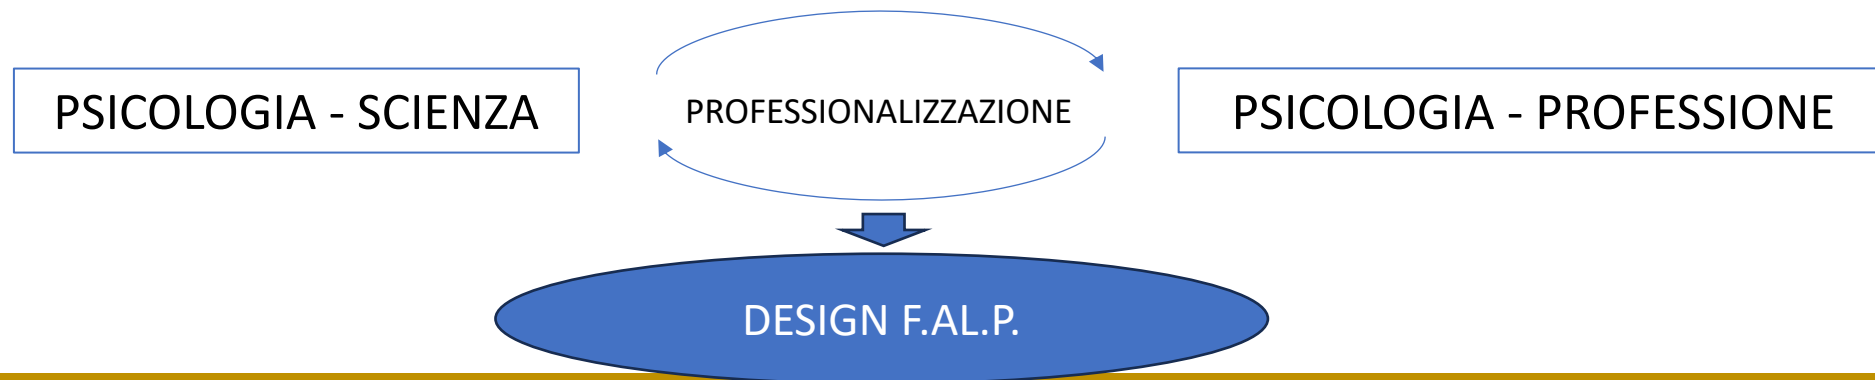 PSICOLOGIA - SCIENZA
PROFESSIONALIZZAZIONE
PSICOLOGIA - PROFESSIONE
DESIGN F.AL.P.